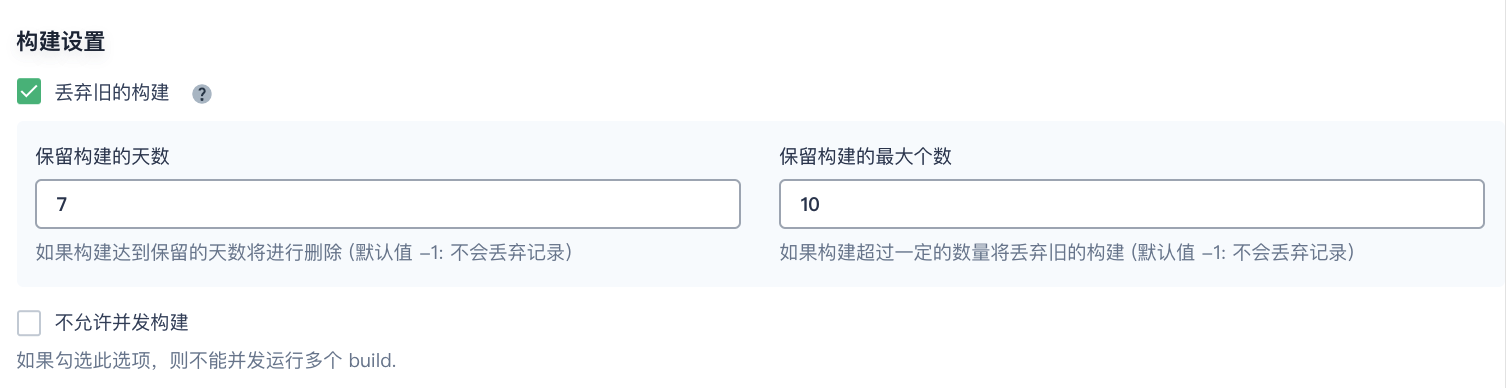 构建设置
丢弃旧的构建 ?
保留构建的天数
7
如果构建达到保留的天数将进行删除 (默认值 –1: 不会丢弃记录)
保留构建的最大个数
10
如果构建超过一定的数量将丢弃旧的构建 (默认值 –1: 不会丢弃记录)
不允许并发构建
如果勾选此选项，则不能并发运行多个 build.